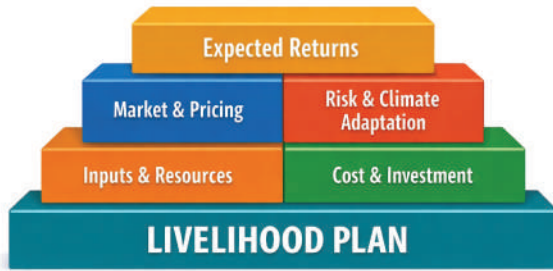 Expected Returns
Market & Pricing
Risk & Climate
Adaptation
Inputs & Resources
Cost & Investment
LIVELIHOOD PLAN